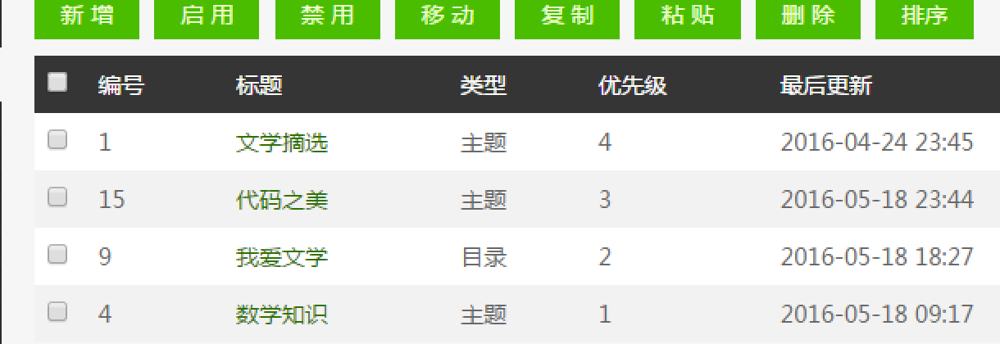 新 增 启 用 禁 用 移 动 复 制 粘 贴 删 除 排序
编号 标题 类型 优先级 最后更新
1 文学摘选 主题 4 2016-04-24 23:45
15 代码之美 主题 3 2016-05-18 23:44
9 我爱文学 目录 2 2016-05-18 18:27
4 数学知识 主题 1 2016-05-18 09:17